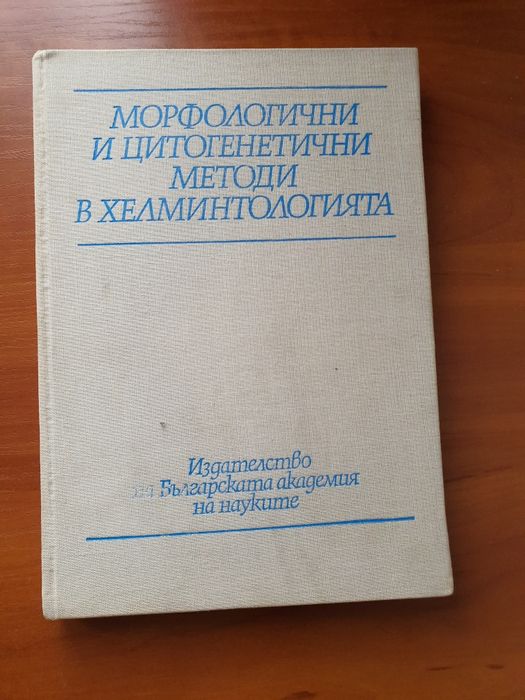 МОРФОЛОГИЧНИ
И ЦИТОГЕНЕТИЧНИ
МЕТОДИ
В ХЕЛМИНТОЛОГИЯТА
Издателство
на Българската академия
на науките